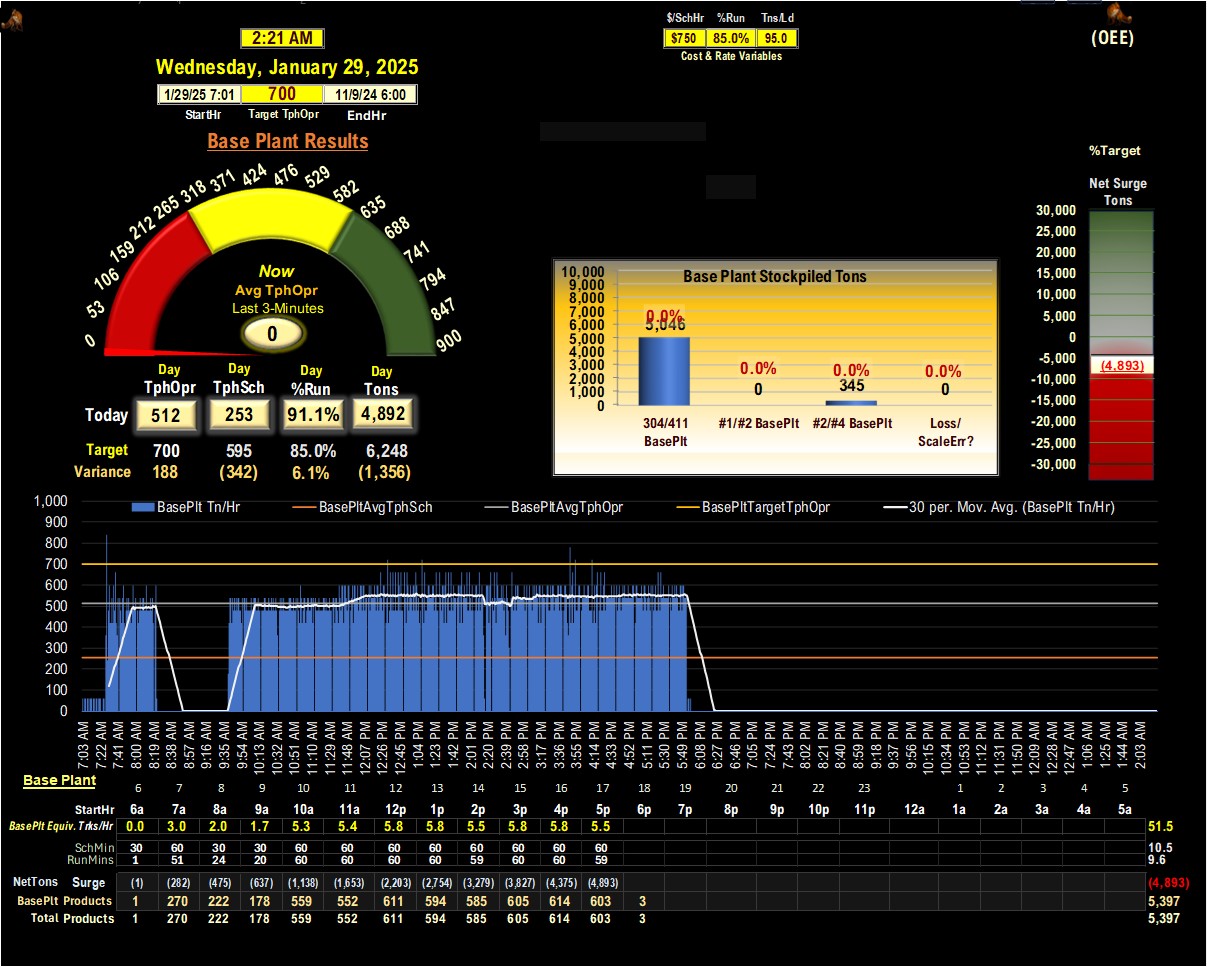 $/SchHr %Run Tns/Ld
2:21 AM $750 85.0% 95.0 (OEE)
Cost & Rate Variables
Wednesday, January 29, 2025
1/29/25 7:01 700 11/9/24 6:00
StartHr Target TphOpr EndHr
Base Plant Results
%Target
Net Surge
Tons
0 53 106 159 212 265 318 371 424 476 529 582 635 688 741 794 847 900
Now
Avg TphOpr
Last 3-Minutes
0
Day Day Day Day
TphOpr TphSch %Run Tons
Today 512 253 91.1% 4,892
Target 700 595 85.0% 6,248
Variance 188 (342) 6.1% (1,356)
Base Plant Stockpiled Tons
10,000
9,000
8,000
7,000
6,000
5,000
4,000
3,000
2,000
1,000
0
0.0% 0.0% 0.0% 0.0%
5,046 0 345 0
304/411 #1/#2 BasePlt #2/#4 BasePlt Loss/
BasePlt ScaleErr?
30,000
25,000
20,000
15,000
10,000
5,000
0
-5,000
(4,893)
-10,000
-15,000
-20,000
-25,000
-30,000
BasePlt Tn/Hr BasePltAvgTphSch BasePltAvgTphOpr BasePltTargetTphOpr 30 per. Mov. Avg. (BasePlt Tn/Hr)
1,000
900
800
700
600
500
400
300
200
100
0
7:03 AM 7:22 AM 7:41 AM 8:00 AM 8:19 AM 8:38 AM 8:57 AM 9:16 AM 9:35 AM 9:54 AM 10:13 AM 10:32 AM 10:51 AM 11:10 AM 11:29 AM 11:48 AM 12:07 PM 12:26 PM 12:45 PM 1:04 PM 1:23 PM 1:42 PM 2:01 PM 2:20 PM 2:39 PM 2:58 PM 3:17 PM 3:36 PM 3:55 PM 4:14 PM 4:33 PM 4:52 PM 5:11 PM 5:30 PM 5:49 PM 6:08 PM 6:27 PM 6:46 PM 7:05 PM 7:24 PM 7:43 PM 8:02 PM 8:21 PM 8:40 PM 8:59 PM 9:18 PM 9:37 PM 9:56 PM 10:15 PM 10:34 PM 10:53 PM 11:12 PM 11:31 PM 11:50 PM 12:09 AM 12:28 AM 12:47 AM 1:06 AM 1:25 AM 1:44 AM 2:03 AM
Base Plant
6 7 8 9 10 11 12 13 14 15 16 17 18 19 20 21 22 23 1 2 3 4 5
StartHr 6a 7a 8a 9a 10a 11a 12p 1p 2p 3p 4p 5p 6p 7p 8p 9p 10p 11p 12a 1a 2a 3a 4a 5a
BasePlt Equiv. Trks/Hr 0.0 3.0 2.0 1.7 5.3 5.4 5.8 5.8 5.5 5.8 5.8 5.5 51.5
SchMin 30 60 30 30 60 60 60 60 60 60 60 60 10.5
RunMins 1 51 24 20 60 60 60 60 59 60 60 59 9.6
NetTons Surge (1) (282) (475) (637) (1,138) (1,653) (2,203) (2,754) (3,279) (3,827) (4,375) (4,893) (4,893)
BasePlt Products 1 270 222 178 559 552 611 594 585 605 614 603 3 5,397
Total Products 1 270 222 178 559 552 611 594 585 605 614 603 3 5,397